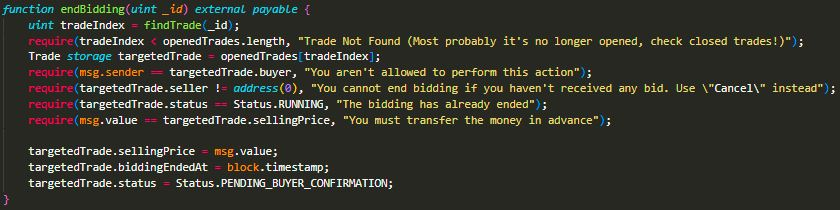 function endBidding(uint _id) external payable {
    uint tradeIndex = findTrade(_id);
    require(tradeIndex < openedTrades.length, "Trade Not Found (Most probably it's no longer opened, check closed trades!)");
    Trade storage targetedTrade = openedTrades[tradeIndex];
    require(msg.sender == targetedTrade.buyer, "You aren't allowed to perform this action");
    require(targetedTrade.seller != address(0), "You cannot end bidding if you haven't received any bid. Use \"Cancel\" instead");
    require(targetedTrade.status == Status.RUNNING, "The bidding has already ended");
    require(msg.value == targetedTrade.sellingPrice, "You must transfer the money in advance");

    targetedTrade.sellingPrice = msg.value;
    targetedTrade.biddingEndedAt = block.timestamp;
    targetedTrade.status = Status.PENDING_BUYER_CONFIRMATION;
}